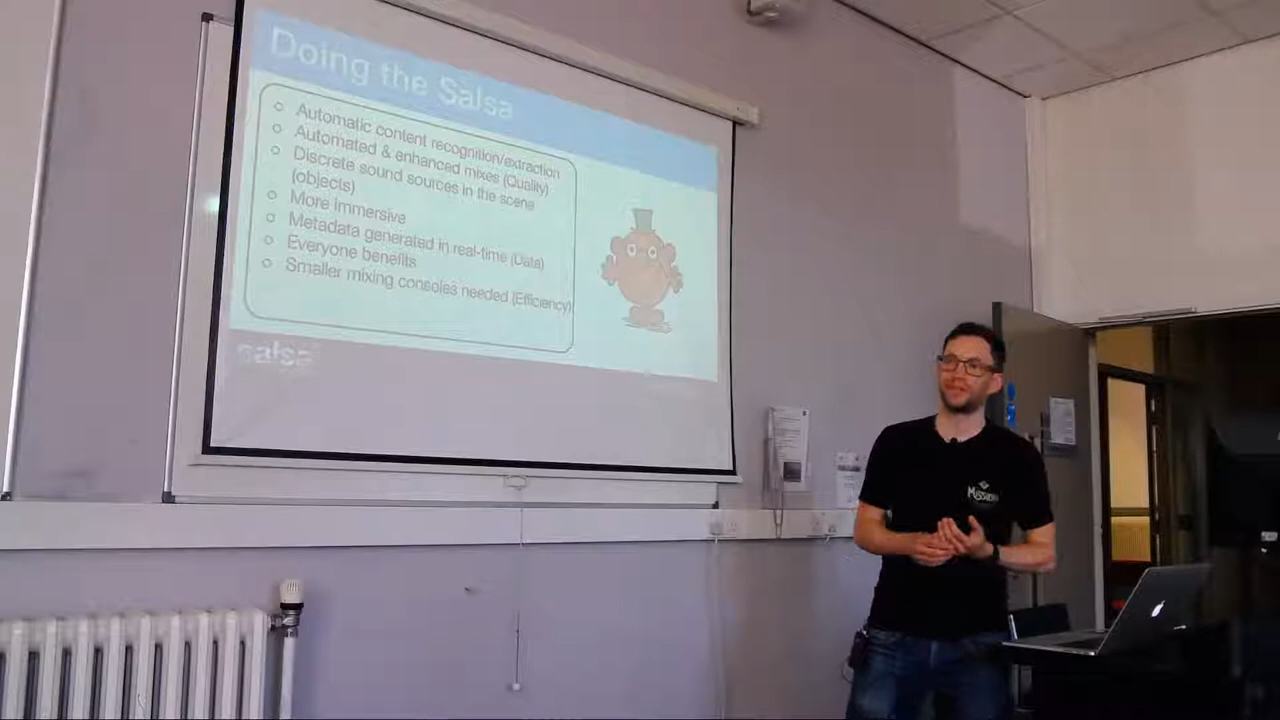 Doing the Salsa
Automatic content recognition/extraction
Automated & enhanced mixes (Quality)
Discrete sound sources in the scene
(objects)
More immersive
Metadata generated in real-time (Data)
Everyone benefits
Smaller mixing consoles needed (Efficiency)
salsa